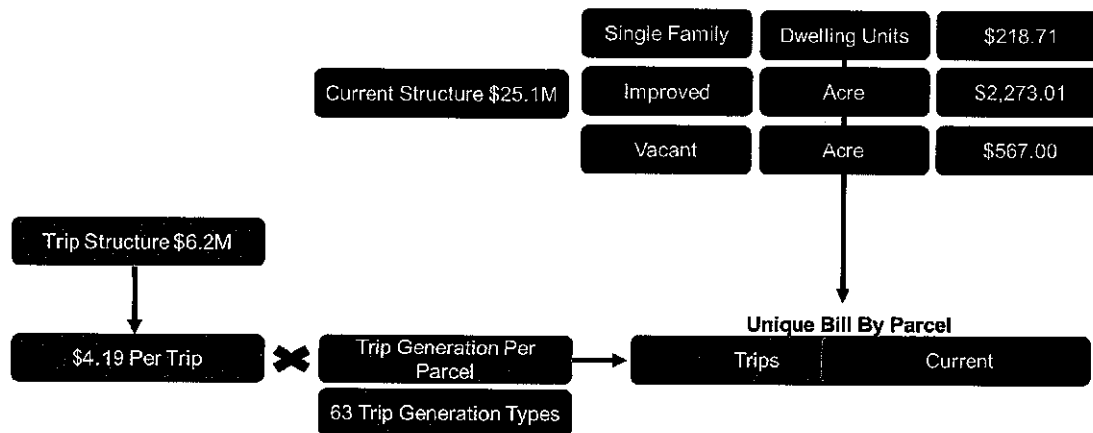 Single Family Dwelling Units $218.71
Current Structure $25.1M Improved Acre $2,273.01
Vacant Acre $567.00
Trip Structure $6.2M
Unique Bill By Parcel
$4.19 Per Trip Trip Generation Per
Parcel
Trips Current
63 Trip Generation Types